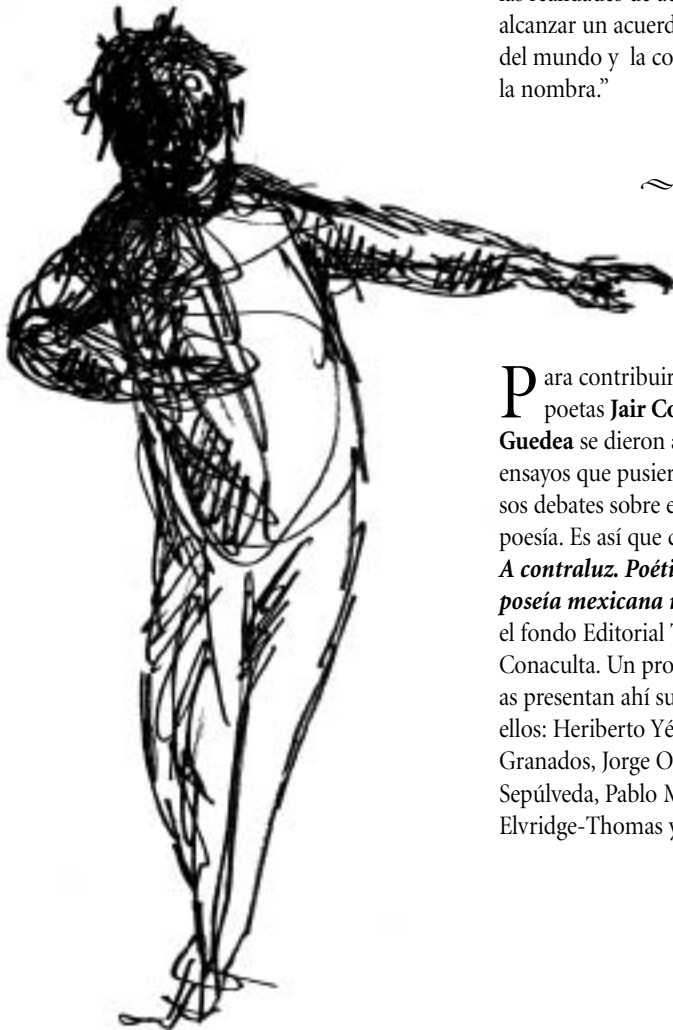 alcanzar un acuerd
del mundo y la co
la nombra.”
Para contribuir
poetas Jair Co
Guedea se dieron a
ensayos que pusier
sos debates sobre e
poesía. Es así que c
A contraluz. Poéti
poseía mexicana r
el fondo Editorial T
Conaculta. Un pro
as presentan ahí su
ellos: Heriberto Yé
Granados, Jorge O
Sepúlveda, Pablo M
Elvridge-Thomas y